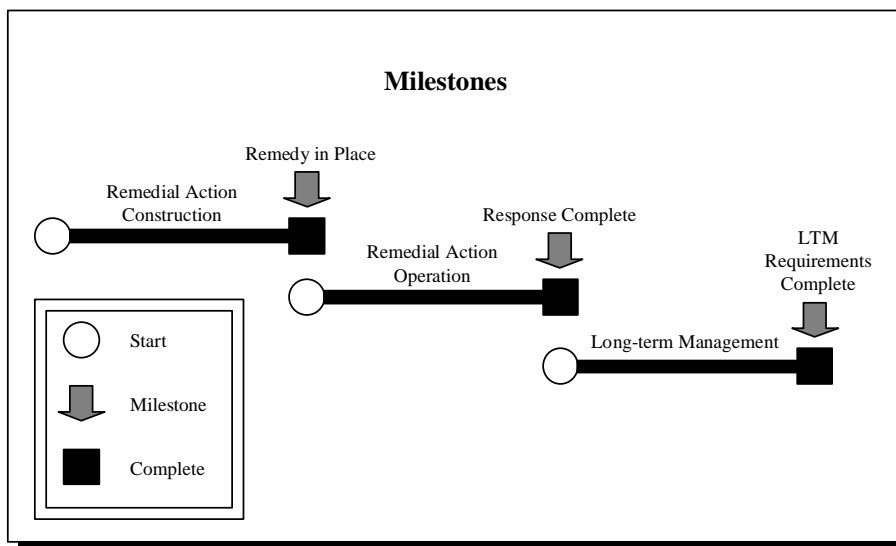 Milestones
Remedy in Place
Remedial Action
Construction
Response Complete
Remedial Action
Operation
LTM
Requirements
Complete
Long-term Management
Start
Milestone
Complete